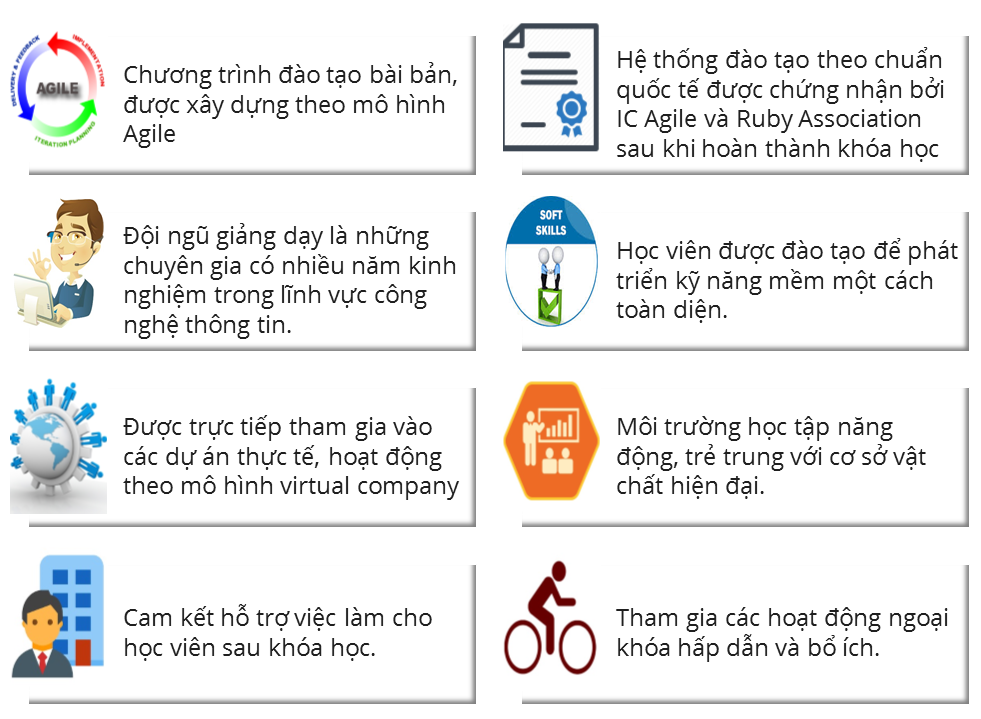 DELIVERY & FEEDBACK
IMPLEMENTATION
AGILE
ITERATION PLANNING
Chương trình đào tạo bài bản,
được xây dựng theo mô hình
Agile
Hệ thống đào tạo theo chuẩn
quốc tế được chứng nhận bởi
IC Agile và Ruby Association
sau khi hoàn thành khóa học
Đội ngũ giảng dạy là những
chuyên gia có nhiều năm kinh
nghiệm trong lĩnh vực công
nghệ thông tin.
SOFT
SKILLS
Học viên được đào tạo để phát
triển kỹ năng mềm một cách
toàn diện.
Được trực tiếp tham gia vào
các dự án thực tế, hoạt động
theo mô hình virtual company
Môi trường học tập năng
động, trẻ trung với cơ sở vật
chất hiện đại.
Cam kết hỗ trợ việc làm cho
học viên sau khóa học.
Tham gia các hoạt động ngoại
khóa hấp dẫn và bổ ích.